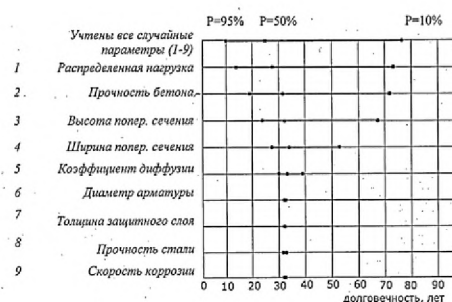 P=95% P=50% P=10%
Учтены все случайные
параметры (1-9)
1 Распределенная нагрузка
2 Прочность бетона
3 Высота попер. сечения
4 Ширина попер. сечения
5 Коэффициент диффузии
6 Диаметр арматуры
7 Толщина защитного слоя
8 Прочность стали
9 Скорость коррозии
0 10 20 30 40 50 60 70 80 90
долговечность, лет